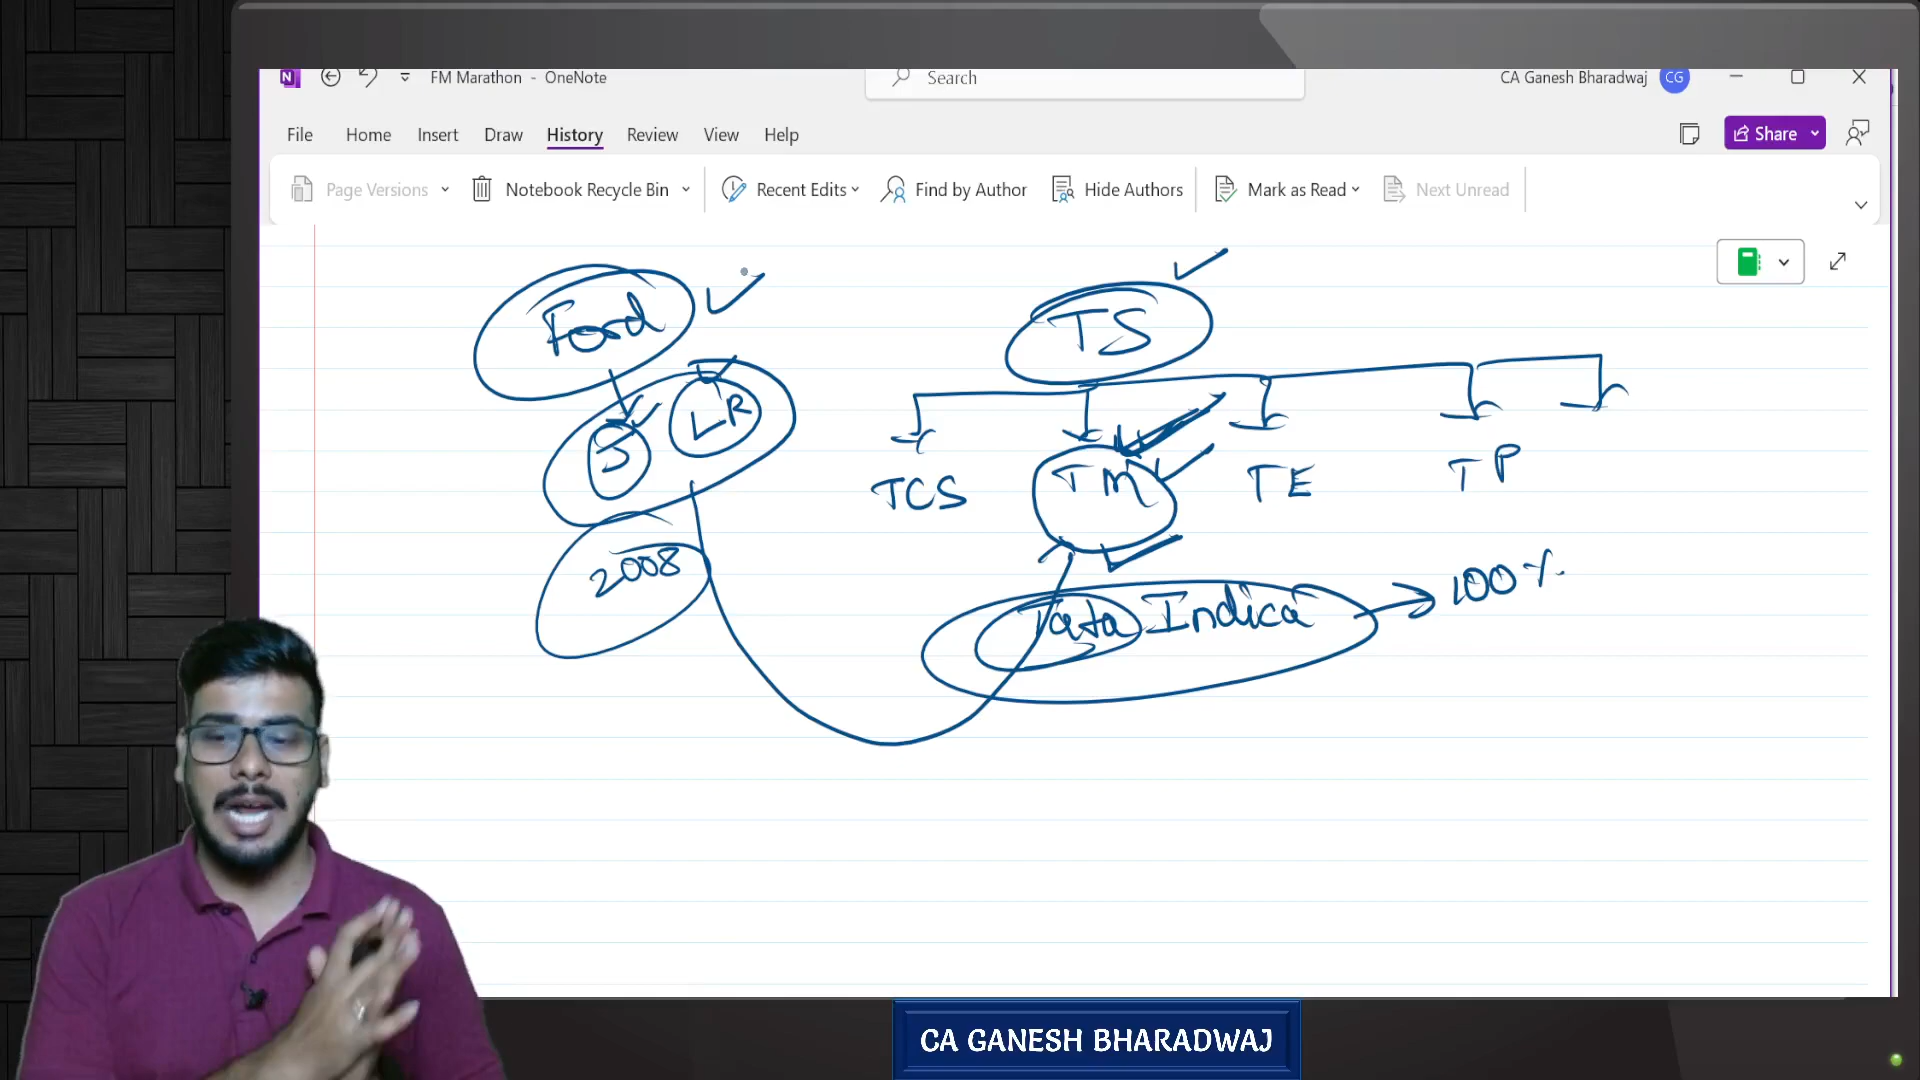 FM Marathon - OneNote
Search
CA Ganesh Bharadwaj CG
File Home Insert Draw History Review View Help
Share
Page Versions Notebook Recycle Bin Recent Edits Find by Author Hide Authors Mark as Read Next Unread
Ford
TS
J LR
TCS TM TE TP
2008
Tata Indica 100%
CA GANESH BHARADWAJ